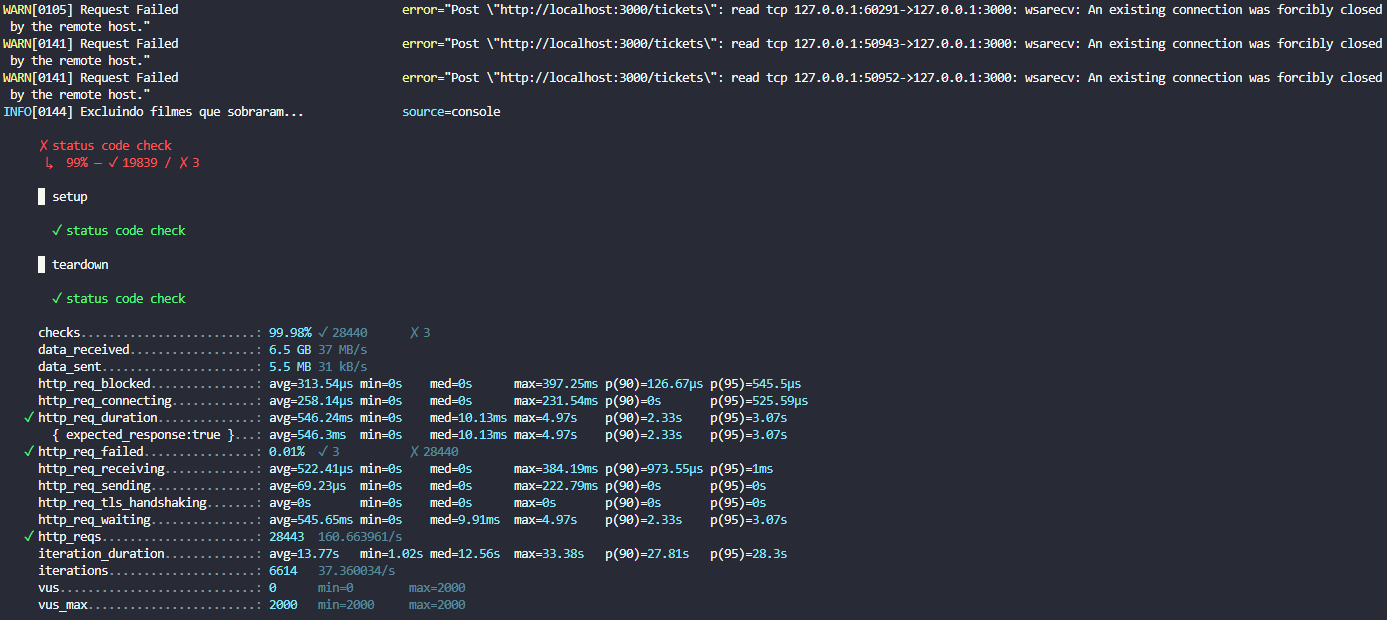 WARN[0105] Request Failed error="Post \"http://localhost:3000/tickets\": read tcp 127.0.0.1:60291->127.0.0.1:3000: wsarecv: An existing connection was forcibly closed
by the remote host."
WARN[0141] Request Failed error="Post \"http://localhost:3000/tickets\": read tcp 127.0.0.1:50943->127.0.0.1:3000: wsarecv: An existing connection was forcibly closed
by the remote host."
WARN[0141] Request Failed error="Post \"http://localhost:3000/tickets\": read tcp 127.0.0.1:50952->127.0.0.1:3000: wsarecv: An existing connection was forcibly closed
by the remote host."
INFO[0144] Excluindo filmes que sobraram... source=console
✗ status code check
↳ 99% — ✓ 19839 / ✗ 3
█ setup
✓ status code check
█ teardown
✓ status code check
checks.........................: 99.98% ✓ 28440 ✗ 3
data_received..................: 6.5 GB 37 MB/s
data_sent......................: 5.5 MB 31 kB/s
http_req_blocked...............: avg=313.54µs min=0s med=0s max=397.25ms p(90)=126.67µs p(95)=545.5µs
http_req_connecting............: avg=258.14µs min=0s med=0s max=231.54ms p(90)=0s p(95)=525.59µs
✓ http_req_duration..............: avg=546.24ms min=0s med=10.13ms max=4.97s p(90)=2.33s p(95)=3.07s
{ expected_response:true }...: avg=546.3ms min=0s med=10.13ms max=4.97s p(90)=2.33s p(95)=3.07s
✓ http_req_failed................: 0.01% ✓ 3 ✗ 28440
http_req_receiving.............: avg=522.41µs min=0s med=0s max=384.19ms p(90)=973.55µs p(95)=1ms
http_req_sending...............: avg=69.23µs min=0s med=0s max=222.79ms p(90)=0s p(95)=0s
http_req_tls_handshaking.......: avg=0s min=0s med=0s max=0s p(90)=0s p(95)=0s
http_req_waiting...............: avg=545.65ms min=0s med=9.91ms max=4.97s p(90)=2.33s p(95)=3.07s
✓ http_reqs......................: 28443 160.663961/s
iteration_duration.............: avg=13.77s min=1.02s med=12.56s max=33.38s p(90)=27.81s p(95)=28.3s
iterations.....................: 6614 37.360034/s
vus............................: 0 min=0 max=2000
vus_max........................: 2000 min=2000 max=2000